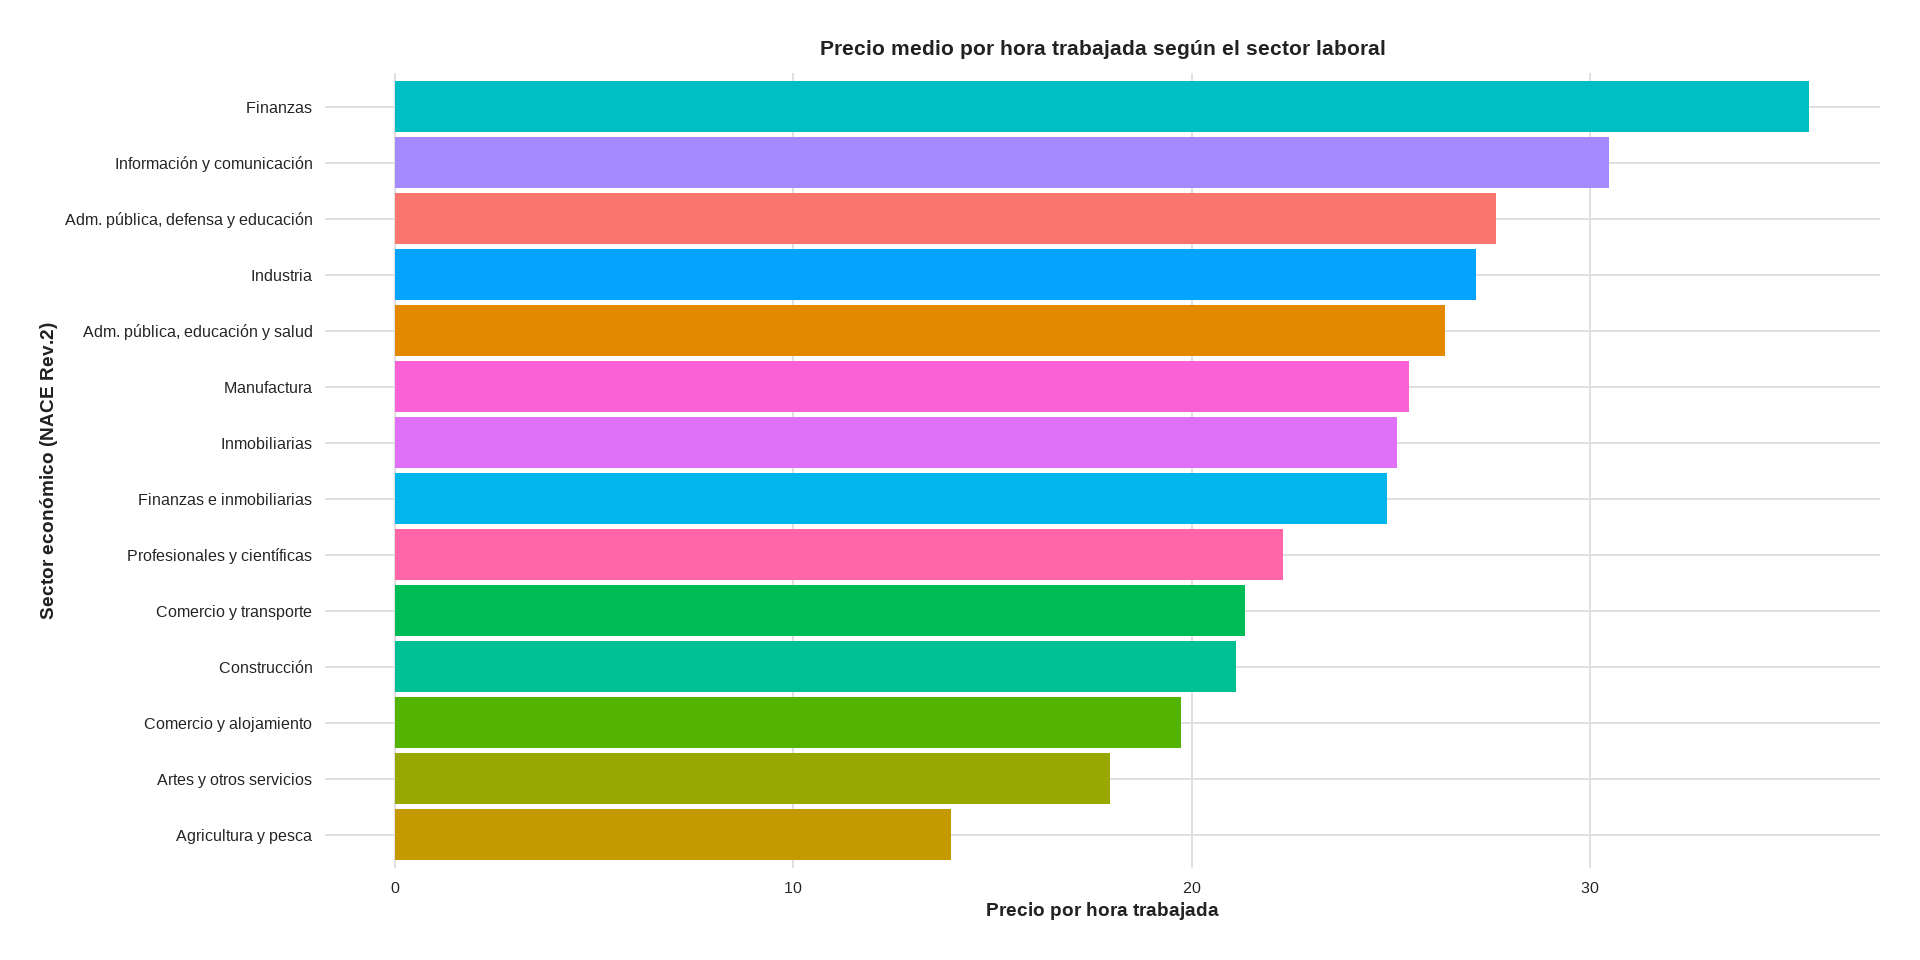 Precio medio por hora trabajada según el sector laboral
Sector económico (NACE Rev.2)
Finanzas
Información y comunicación
Adm. pública, defensa y educación
Industria
Adm. pública, educación y salud
Manufactura
Inmobiliarias
Finanzas e inmobiliarias
Profesionales y científicas
Comercio y transporte
Construcción
Comercio y alojamiento
Artes y otros servicios
Agricultura y pesca
0 10 20 30
Precio por hora trabajada